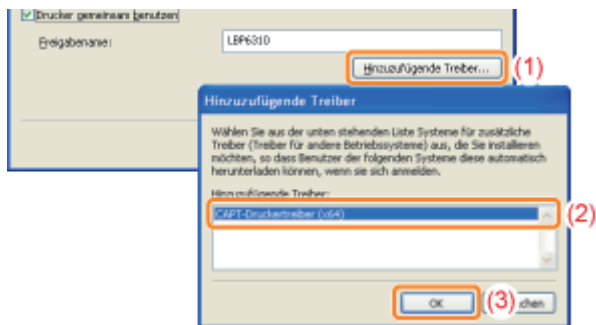 Drucker gemeinsam benutzen
Freigabename: LBP6310
Hinzuzufügende Treiber... (1)
Hinzuzufügende Treiber
Wählen Sie aus der unten stehenden Liste Systeme für zusätzliche
Treiber (Treiber für andere Betriebssysteme) aus, die Sie installieren
möchten, so dass Benutzer der folgenden Systeme diese automatisch
herunterladen können, wenn sie sich anmelden.
Hinzuzufügende Treiber:
CAPT-Druckertreiber (x64) (2)
OK (3) chen